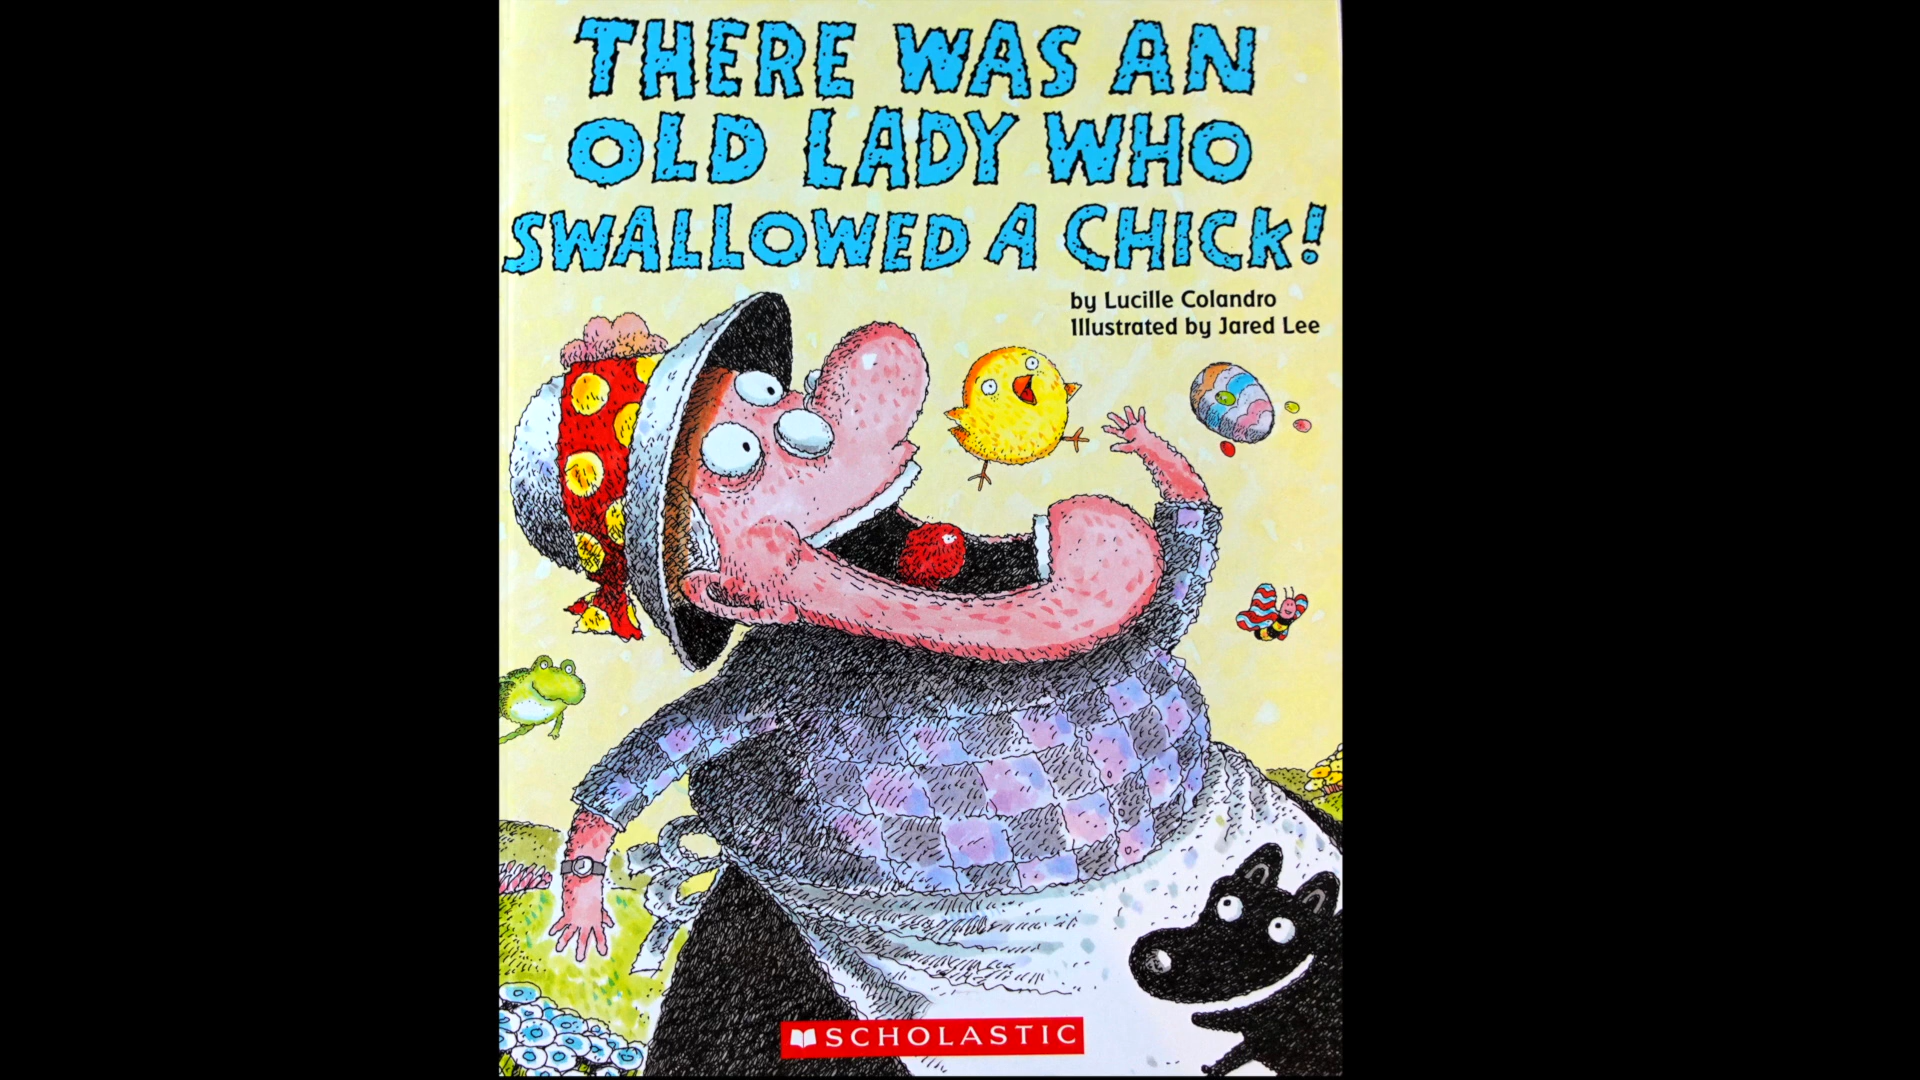 THERE WAS AN
OLD LADY WHO
SWALLOWED A CHICK!
by Lucille Colandro
Illustrated by Jared Lee
SCHOLASTIC